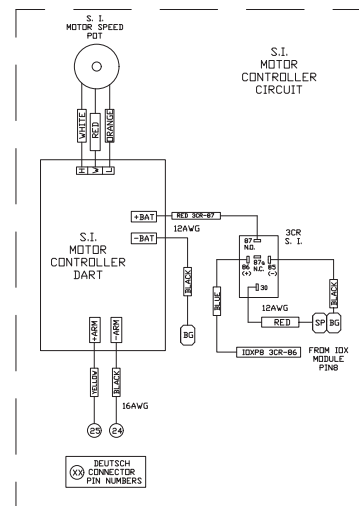 S. I.
MOTOR SPEED
POT
S.I.
MOTOR
CONTROLLER
CIRCUIT
WHITE
RED
ORANGE
H W L
S.I.
MOTOR
CONTROLLER
DART
+BAT
-BAT
RED 3CR-87
12AWG
BLACK
BG
3CR
S. I.
87
N.O.
86
(+)
87a
N.C.
85
(-)
30
BLUE
BLACK
12AWG
RED
SP
BG
IOXP8 3CR-86
FROM IOX
MODULE
PIN8
+ARM
-ARM
YELLOW
BLACK
16AWG
25
24
XX
DEUTSCH
CONNECTOR
PIN NUMBERS